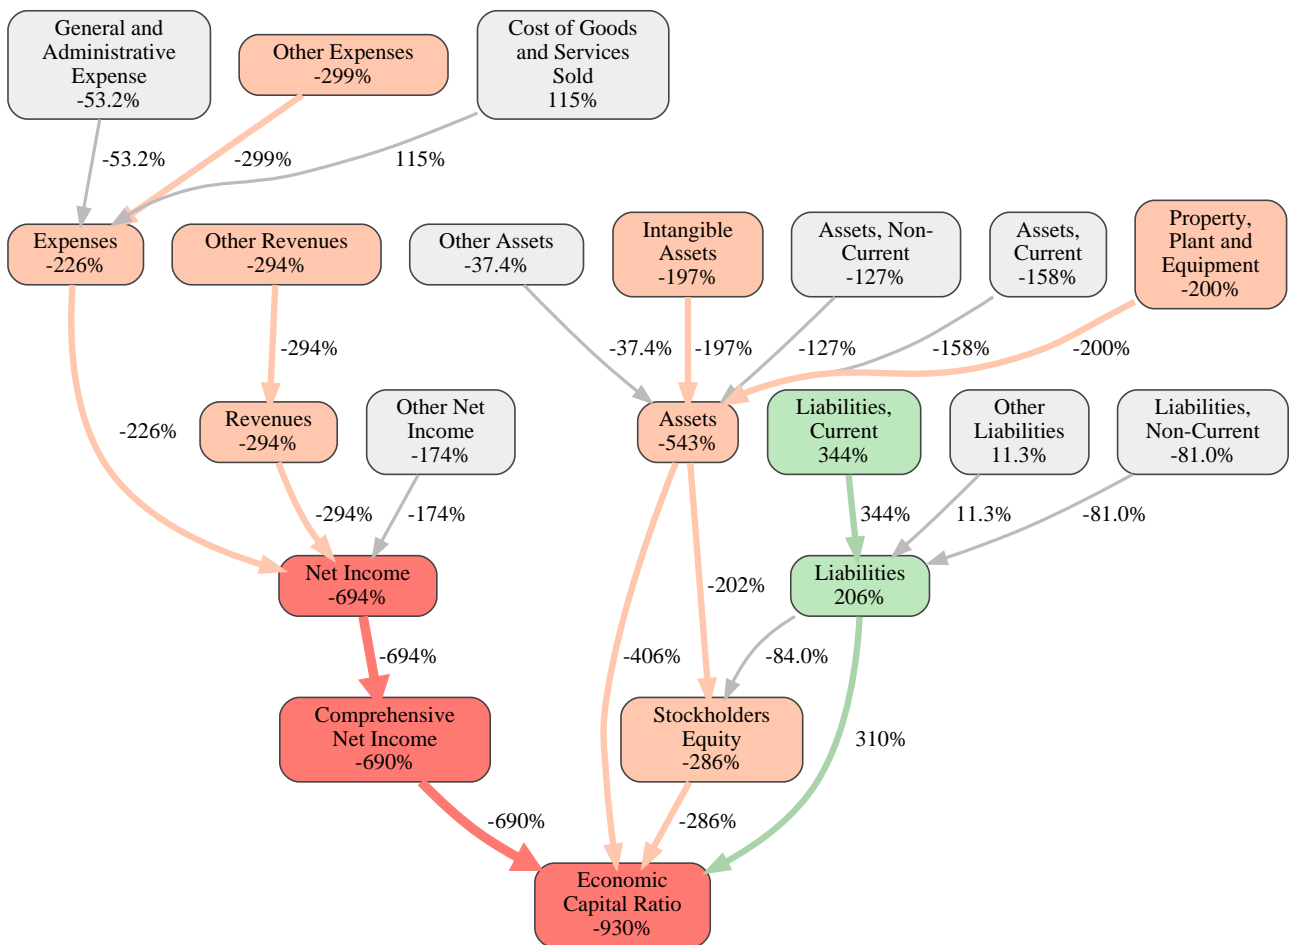 General and
Administrative
Expense
-53.2%
Other Expenses
-299%
Cost of Goods
and Services
Sold
115%
-53.2%
-299%
115%
Expenses
-226%
Other Revenues
-294%
Other Assets
-37.4%
Intangible
Assets
-197%
Assets, Non-
Current
-127%
Assets,
Current
-158%
Property,
Plant and
Equipment
-200%
-294%
-37.4%
-197%
-127%
-158%
-200%
-226%
Revenues
-294%
Other Net
Income
-174%
Assets
-543%
Liabilities,
Current
344%
Other
Liabilities
11.3%
Liabilities,
Non-Current
-81.0%
-294%
-174%
344%
11.3%
-81.0%
Net Income
-694%
-202%
Liabilities
206%
-694%
-406%
-84.0%
Comprehensive
Net Income
-690%
Stockholders
Equity
-286%
310%
-690%
-286%
Economic
Capital Ratio
-930%